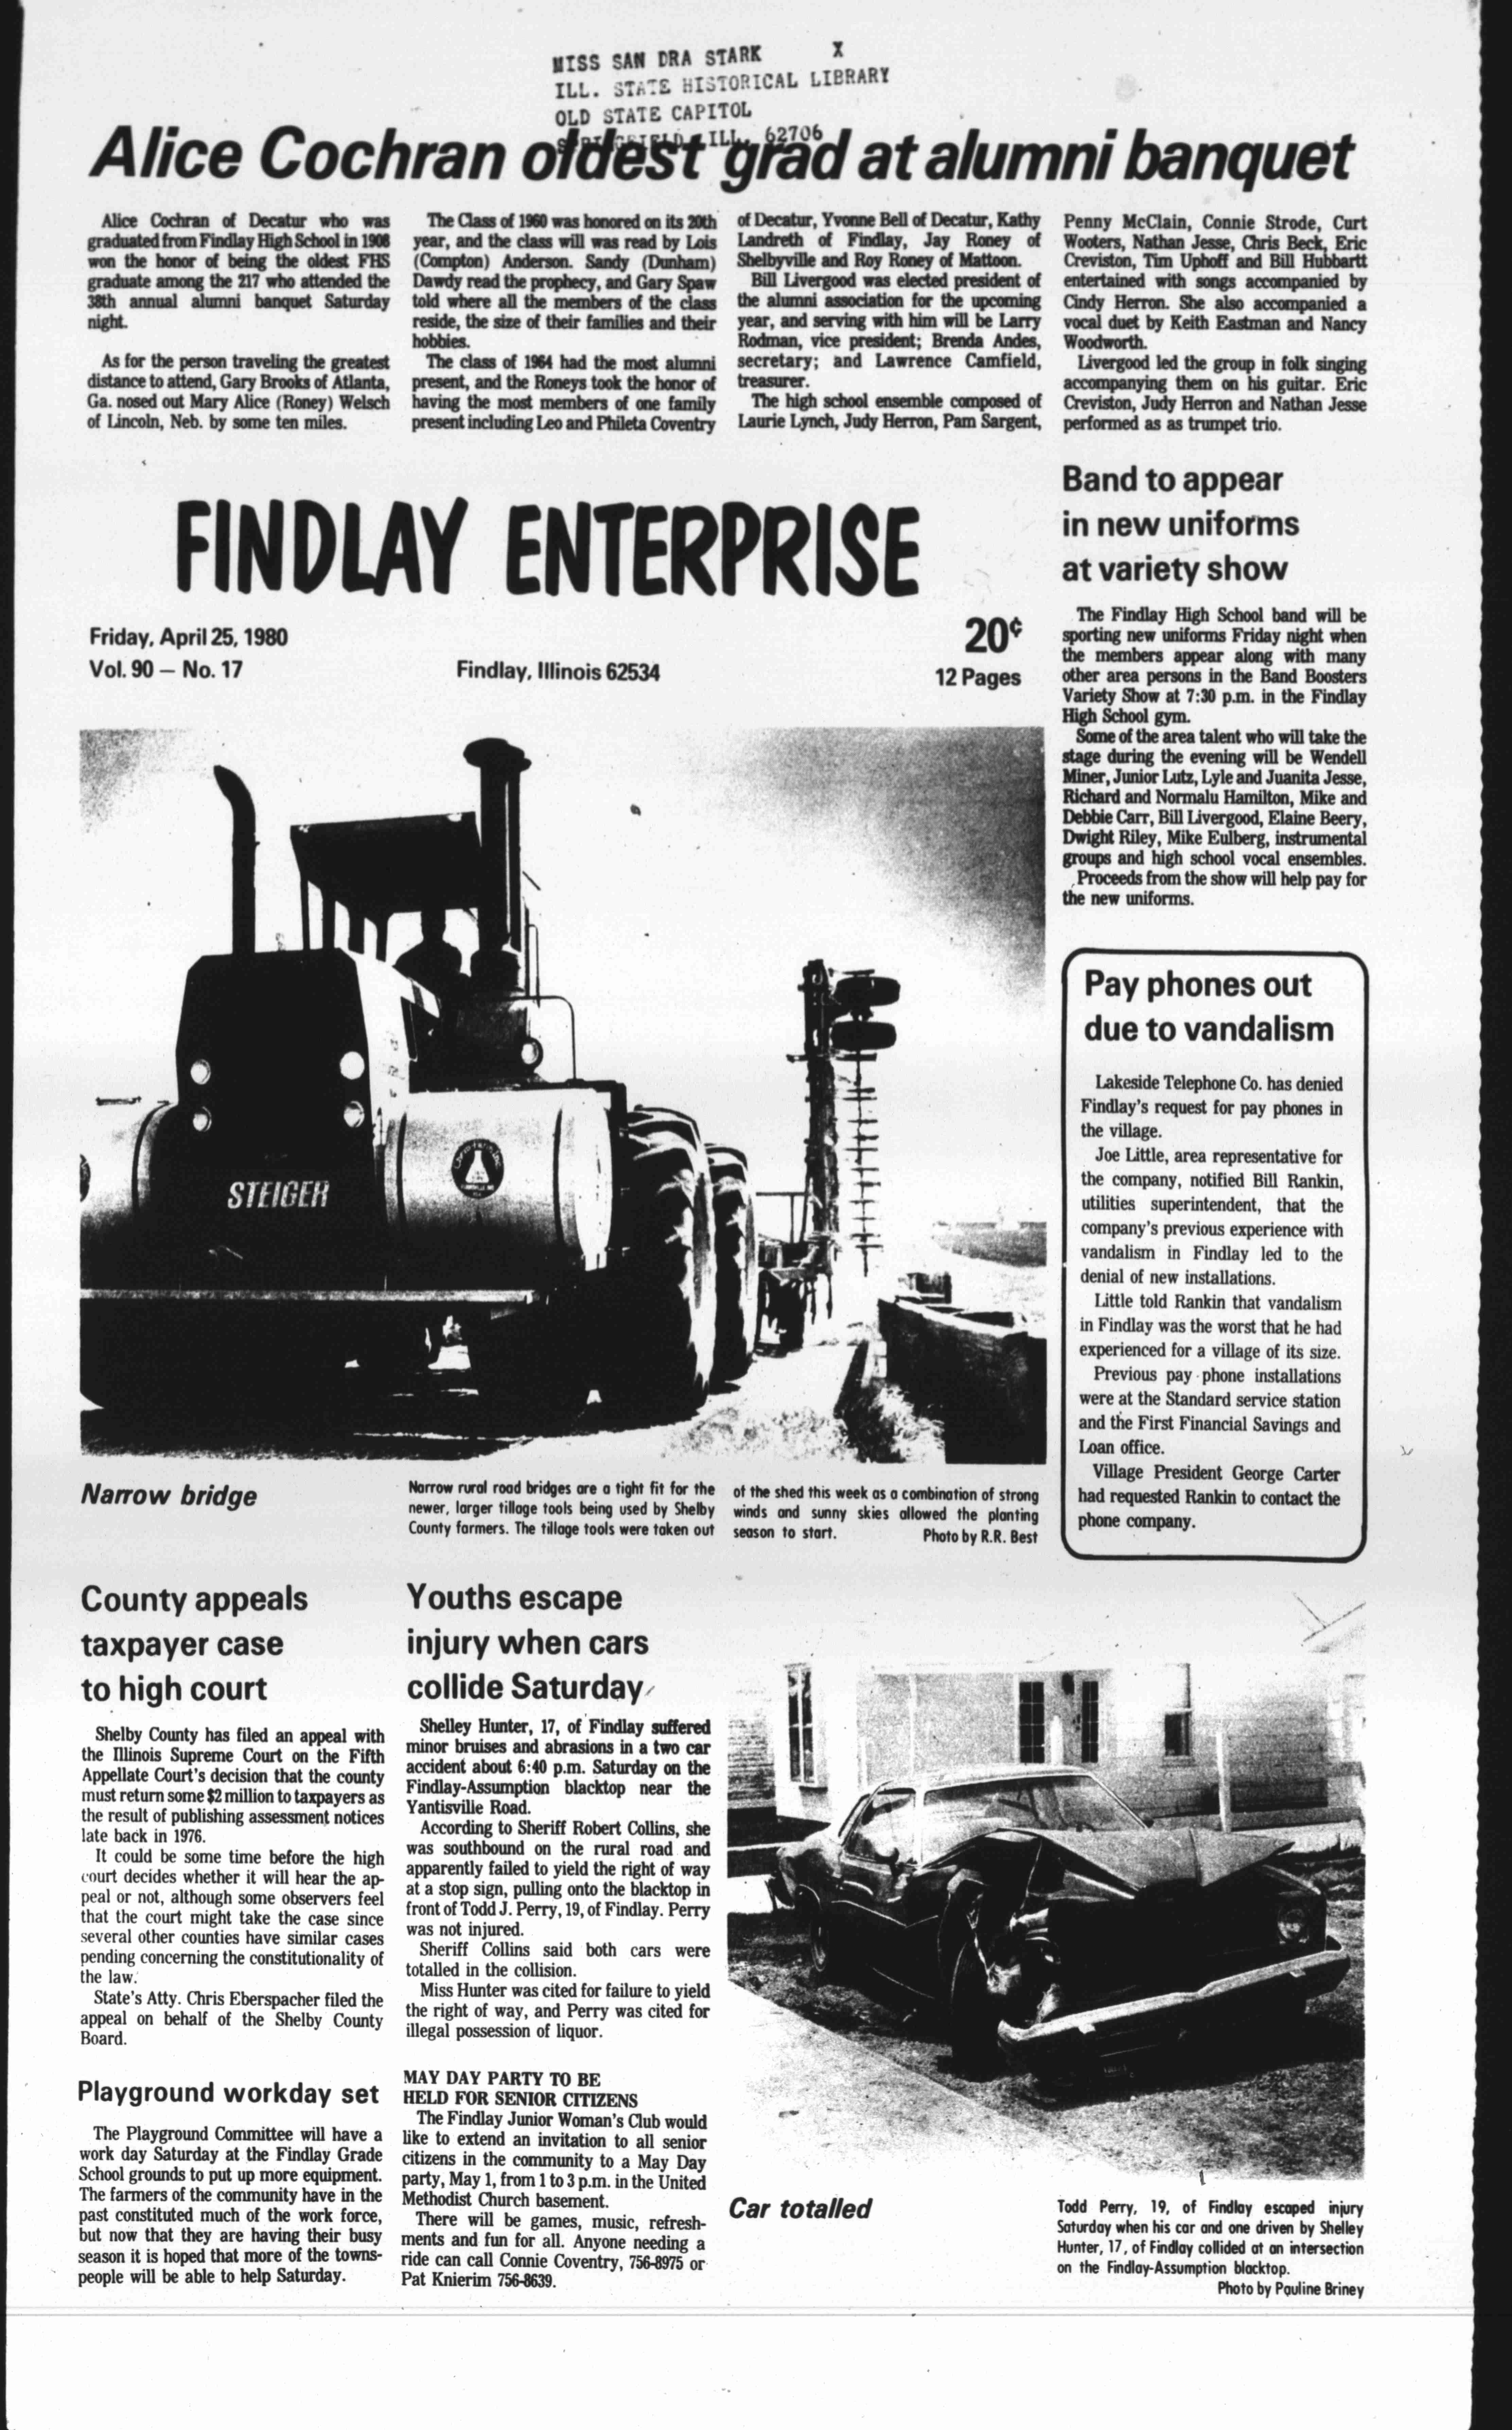 MISS SAN DRA STARK X
ILL. STATE HISTORICAL LIBRARY
OLD STATE CAPITOL
SPRINGFIELD, ILL. 62706
Alice Cochran oldest grad at alumni banquet
Alice Cochran of Decatur who was
graduated from Findlay High School in 1908
won the honor of being the oldest FHS
graduate among the 217 who attended the
38th annual alumni banquet Saturday
night.
As for the person traveling the greatest
distance to attend, Gary Brooks of Atlanta,
Ga. nosed out Mary Alice (Roney) Welsch
of Lincoln, Neb. by some ten miles.
The Class of 1960 was honored on its 20th
year, and the class will was read by Lois
(Compton) Anderson. Sandy (Dunham)
Dawdy read the prophecy, and Gary Spaw
told where all the members of the class
reside, the size of their families and their
hobbies.
The class of 1964 had the most alumni
present, and the Roneys took the honor of
having the most members of one family
present including Leo and Phileta Coventry
of Decatur, Yvonne Bell of Decatur, Kathy
Landreth of Findlay, Jay Roney of
Shelbyville and Roy Roney of Mattoon.
Bill Livergood was elected president of
the alumni association for the upcoming
year, and serving with him will be Larry
Rodman, vice president; Brenda Andes,
secretary; and Lawrence Camfield,
treasurer.
The high school ensemble composed of
Laurie Lynch, Judy Herron, Pam Sargent,
Penny McClain, Connie Strode, Curt
Wooters, Nathan Jesse, Chris Beck, Eric
Creviston, Tim Uphoff and Bill Hubbartt
entertained with songs accompanied by
Cindy Herron. She also accompanied a
vocal duet by Keith Eastman and Nancy
Woodworth.
Livergood led the group in folk singing
accompanying them on his guitar. Eric
Creviston, Judy Herron and Nathan Jesse
performed as as trumpet trio.
FINDLAY ENTERPRISE
Friday, April 25, 1980
Vol. 90 — No. 17
Findlay, Illinois 62534
20¢
12 Pages
Band to appear
in new uniforms
at variety show
The Findlay High School band will be
sporting new uniforms Friday night when
the members appear along with many
other area persons in the Band Boosters
Variety Show at 7:30 p.m. in the Findlay
High School gym.
Some of the area talent who will take the
stage during the evening will be Wendell
Miner, Junior Lutz, Lyle and Juanita Jesse,
Richard and Normalu Hamilton, Mike and
Debbie Carr, Bill Livergood, Elaine Beery,
Dwight Riley, Mike Eulberg, instrumental
groups and high school vocal ensembles.
Proceeds from the show will help pay for
the new uniforms.
STEIGER
Pay phones out
due to vandalism
Lakeside Telephone Co. has denied
Findlay's request for pay phones in
the village.
Joe Little, area representative for
the company, notified Bill Rankin,
utilities superintendent, that the
company's previous experience with
vandalism in Findlay led to the
denial of new installations.
Little told Rankin that vandalism
in Findlay was the worst that he had
experienced for a village of its size.
Previous pay phone installations
were at the Standard service station
and the First Financial Savings and
Loan office.
Village President George Carter
had requested Rankin to contact the
phone company.
Narrow bridge
Narrow rural road bridges are a tight fit for the
newer, larger tillage tools being used by Shelby
County farmers. The tillage tools were taken out
of the shed this week as a combination of strong
winds and sunny skies allowed the planting
season to start. Photo by R.R. Best
County appeals
taxpayer case
to high court
Shelby County has filed an appeal with
the Illinois Supreme Court on the Fifth
Appellate Court's decision that the county
must return some $2 million to taxpayers as
the result of publishing assessment notices
late back in 1976.
It could be some time before the high
court decides whether it will hear the ap-
peal or not, although some observers feel
that the court might take the case since
several other counties have similar cases
pending concerning the constitutionality of
the law.
State's Atty. Chris Eberspacher filed the
appeal on behalf of the Shelby County
Board.
Playground workday set
The Playground Committee will have a
work day Saturday at the Findlay Grade
School grounds to put up more equipment.
The farmers of the community have in the
past constituted much of the work force,
but now that they are having their busy
season it is hoped that more of the towns-
people will be able to help Saturday.
Youths escape
injury when cars
collide Saturday
Shelley Hunter, 17, of Findlay suffered
minor bruises and abrasions in a two car
accident about 6:40 p.m. Saturday on the
Findlay-Assumption blacktop near the
Yantisville Road.
According to Sheriff Robert Collins, she
was southbound on the rural road and
apparently failed to yield the right of way
at a stop sign, pulling onto the blacktop in
front of Todd J. Perry, 19, of Findlay. Perry
was not injured.
Sheriff Collins said both cars were
totalled in the collision.
Miss Hunter was cited for failure to yield
the right of way, and Perry was cited for
illegal possession of liquor.
MAY DAY PARTY TO BE
HELD FOR SENIOR CITIZENS
The Findlay Junior Woman's Club would
like to extend an invitation to all senior
citizens in the community to a May Day
party, May 1, from 1 to 3 p.m. in the United
Methodist Church basement.
There will be games, music, refresh-
ments and fun for all. Anyone needing a
ride can call Connie Coventry, 756-8975 or
Pat Knierim 756-8639.
Car totalled
Todd Perry, 19, of Findlay escaped injury
Saturday when his car and one driven by Shelley
Hunter, 17, of Findlay collided at an intersection
on the Findlay-Assumption blacktop.
Photo by Pauline Briney